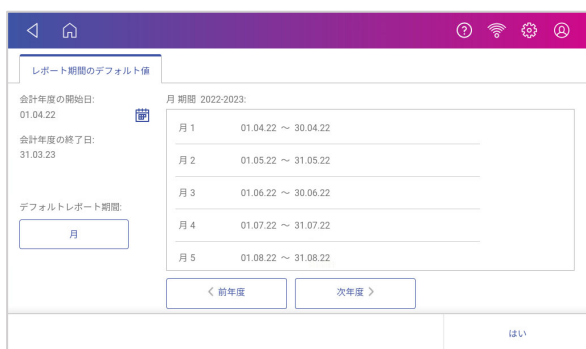 レポート期間のデフォルト値
会計年度の開始日:
01.04.22
会計年度の終了日:
31.03.23
デフォルトレポート期間:
月
月 期間 2022-2023:
月 1 01.04.22 ～ 30.04.22
月 2 01.05.22 ～ 31.05.22
月 3 01.06.22 ～ 30.06.22
月 4 01.07.22 ～ 31.07.22
月 5 01.08.22 ～ 31.08.22
前年度
次年度
はい